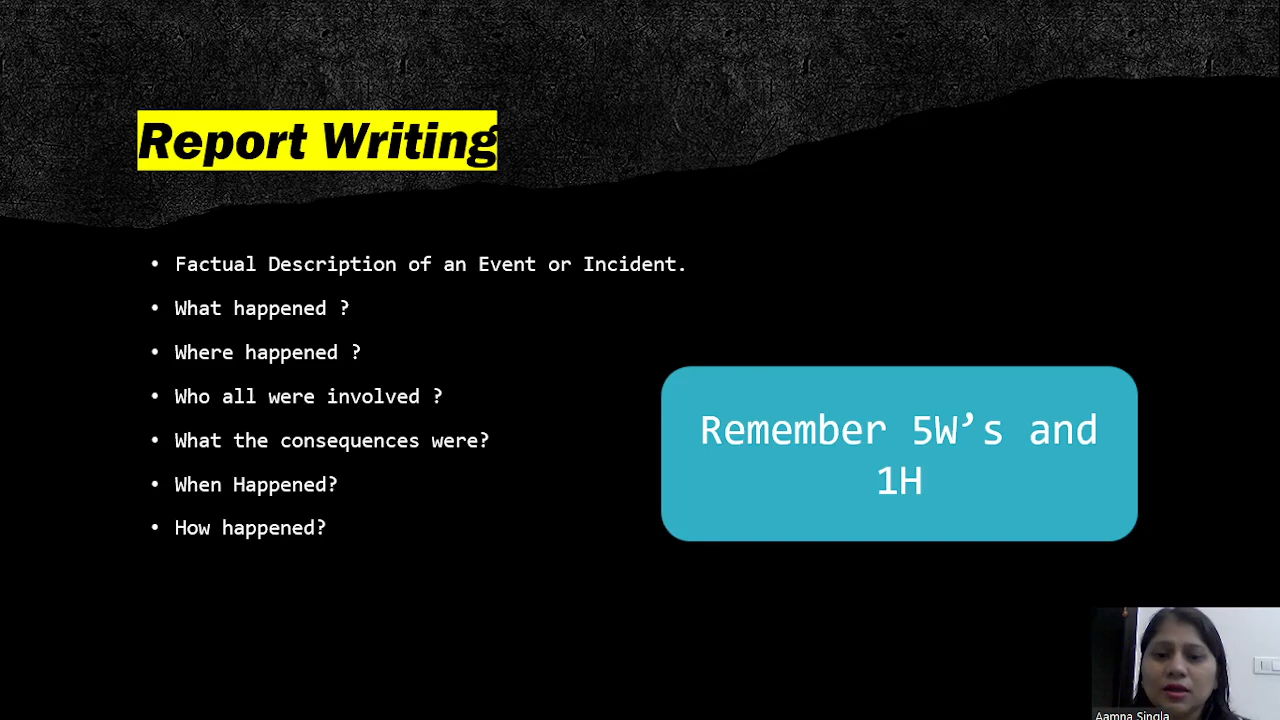 Report Writing
• Factual Description of an Event or Incident.
• What happened ?
• Where happened ?
• Who all were involved ?
• What the consequences were?
• When Happened?
• How happened?
Remember 5W’s and
1H
Aamna Singla